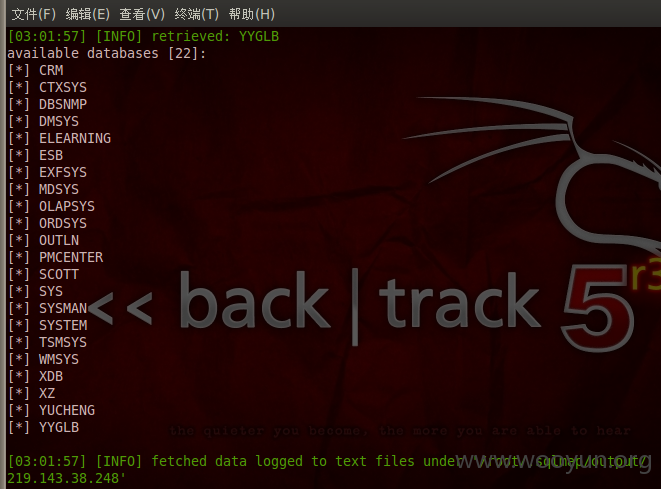 文件(F) 编辑(E) 查看(V) 终端(T) 帮助(H)
[03:01:57] [INFO] retrieved: YYGLB
available databases [22]:
[*] CRM
[*] CTXSYS
[*] DBSNMP
[*] DMSYS
[*] ELEARNING
[*] ESB
[*] EXFSYS
[*] MDSYS
[*] OLAPSYS
[*] ORDSYS
[*] OUTLN
[*] PMCENTER
[*] SCOTT
[*] SYS
[*] SYSMAN
[*] SYSTEM
[*] TSMSYS
[*] WMSYS
[*] XDB
[*] XZ
[*] YUCHENG
[*] YYGLB
<< back|track 5 r3
the quieter you become, the more you are able to hear
[03:01:57] [INFO] fetched data logged to text files under '/root/.sqlmap/output/
219.143.38.248'
www.wooyun.org